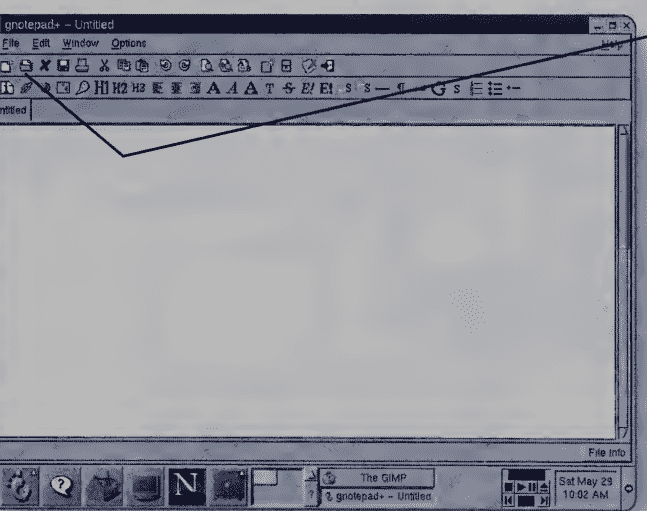 gnotepad+ – Untitled
File Edit Window Options Help
H1 H2 H3 A A A T S E! E! S S ¶ S
ntitled
File Info
N
The GIMP
gnotepad+ – Untitled
Sat May 29
10:02 AM